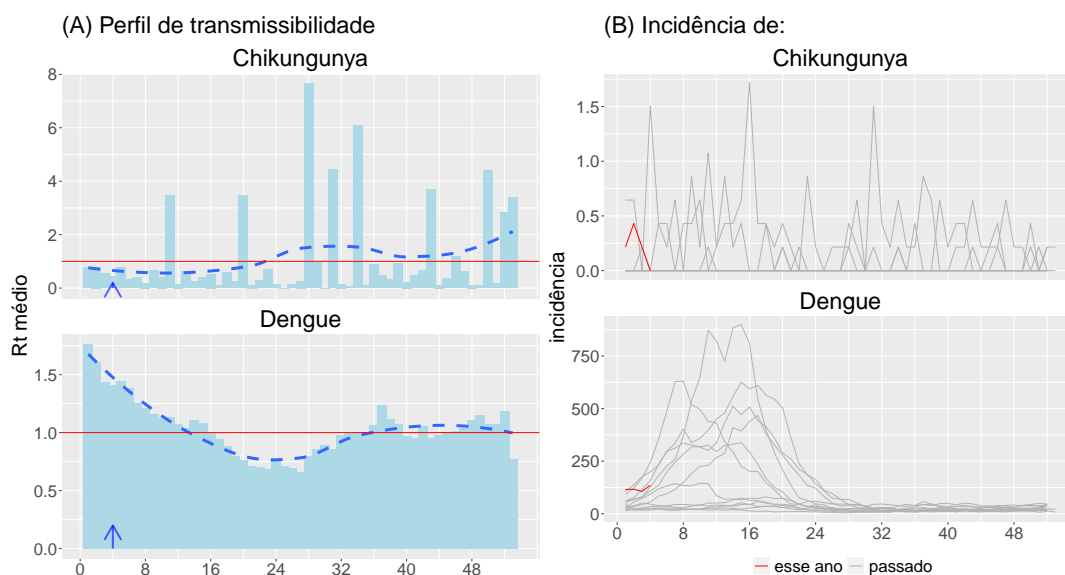 (A) Perfil de transmissibilidade
Chikungunya
8
6
4
2
0
Dengue
1.5
1.0
0.5
0.0
0 8 16 24 32 40 48
Rt médio
(B) Incidência de:
Chikungunya
1.5
1.0
0.5
0.0
Dengue
750
500
250
0
0 8 16 24 32 40 48
incidência
esse ano passado